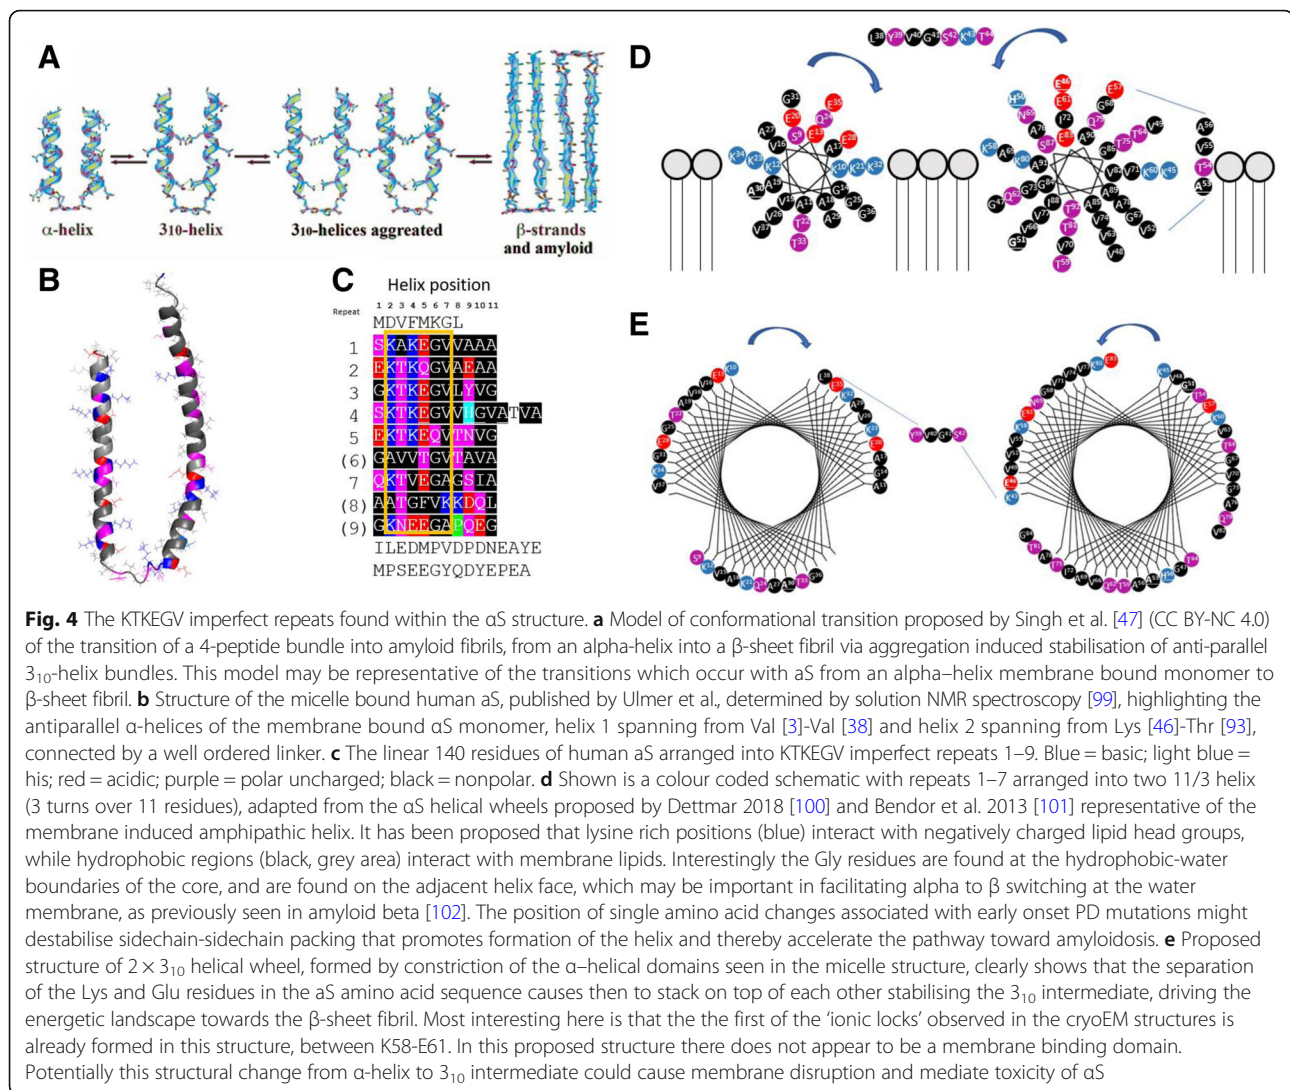 A
α-helix
3₁₀-helix
3₁₀-helices aggreated
β-strands
and amyloid
B
C
Helix position
Repeat
1 2 3 4 5 6 7 8 9 10 11
MDVFMKGL
1 SKAKEGVVAAA
2 EKTKQGVAEAA
3 GKTKEGVLYVG
4 SKTKEGVVHGVATVA
5 EKTKEQVTNVG
(6) GAVVTGVTAVA
7 QKTVEGAGSIA
(8) AATGFVKKDQL
(9) GKNEEGAPQEG
ILEDMPVDPDNEAYE
MPSEEGYQDYEPEA
D
L38 Y39 V40 G41 S42 K43 T44
E
Y39 V40 G41 S42
Fig. 4 The KTKEGV imperfect repeats found within the αS structure. a Model of conformational transition proposed by Singh et al. [47] (CC BY-NC 4.0)
of the transition of a 4-peptide bundle into amyloid fibrils, from an alpha-helix into a β-sheet fibril via aggregation induced stabilisation of anti-parallel
3₁₀-helix bundles. This model may be representative of the transitions which occur with aS from an alpha–helix membrane bound monomer to
β-sheet fibril. b Structure of the micelle bound human aS, published by Ulmer et al., determined by solution NMR spectroscopy [99], highlighting the
antiparallel α-helices of the membrane bound αS monomer, helix 1 spanning from Val [3]-Val [38] and helix 2 spanning from Lys [46]-Thr [93],
connected by a well ordered linker. c The linear 140 residues of human aS arranged into KTKEGV imperfect repeats 1–9. Blue = basic; light blue =
his; red = acidic; purple = polar uncharged; black = nonpolar. d Shown is a colour coded schematic with repeats 1–7 arranged into two 11/3 helix
(3 turns over 11 residues), adapted from the αS helical wheels proposed by Dettmar 2018 [100] and Bendor et al. 2013 [101] representative of the
membrane induced amphipathic helix. It has been proposed that lysine rich positions (blue) interact with negatively charged lipid head groups,
while hydrophobic regions (black, grey area) interact with membrane lipids. Interestingly the Gly residues are found at the hydrophobic-water
boundaries of the core, and are found on the adjacent helix face, which may be important in facilitating alpha to β switching at the water
membrane, as previously seen in amyloid beta [102]. The position of single amino acid changes associated with early onset PD mutations might
destabilise sidechain-sidechain packing that promotes formation of the helix and thereby accelerate the pathway toward amyloidosis. e Proposed
structure of 2 × 3₁₀ helical wheel, formed by constriction of the α–helical domains seen in the micelle structure, clearly shows that the separation
of the Lys and Glu residues in the aS amino acid sequence causes then to stack on top of each other stabilising the 3₁₀ intermediate, driving the
energetic landscape towards the β-sheet fibril. Most interesting here is that the the first of the ‘ionic locks’ observed in the cryoEM structures is
already formed in this structure, between K58-E61. In this proposed structure there does not appear to be a membrane binding domain.
Potentially this structural change from α-helix to 3₁₀ intermediate could cause membrane disruption and mediate toxicity of αS